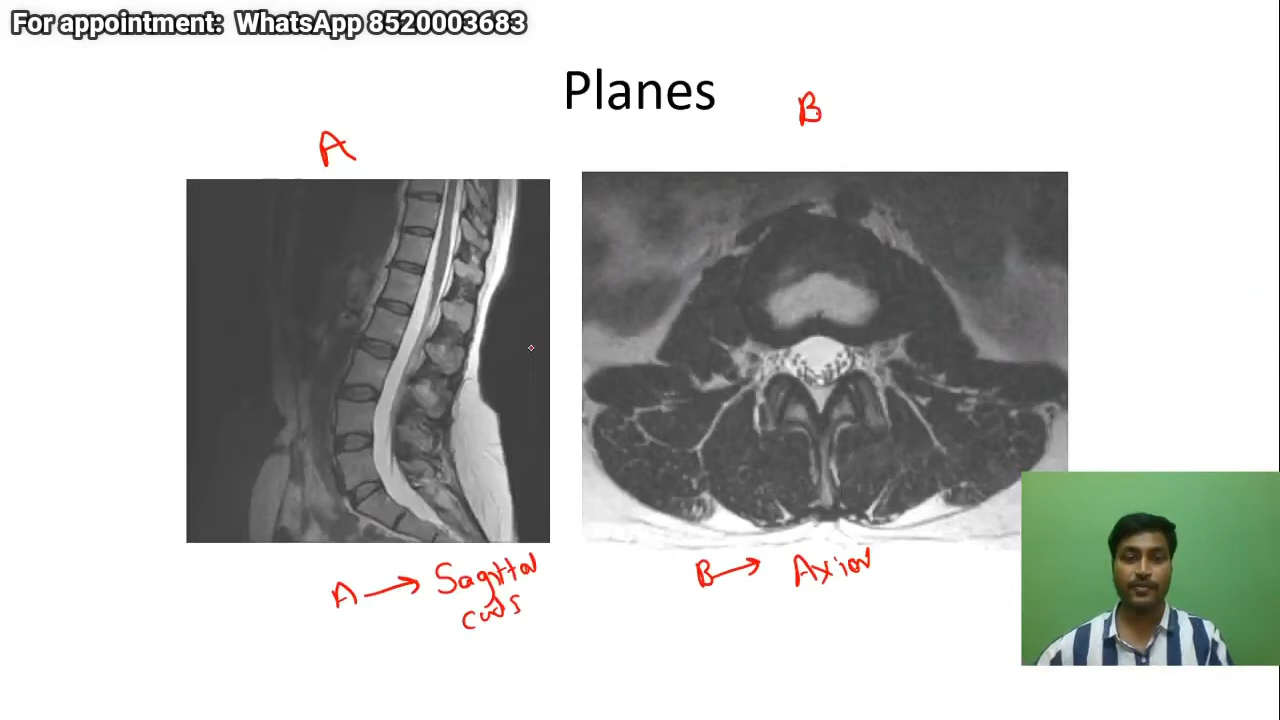 For appointment: WhatsApp 8520003683
Planes
A
B
A → Sagittal
cuts
B → Axial